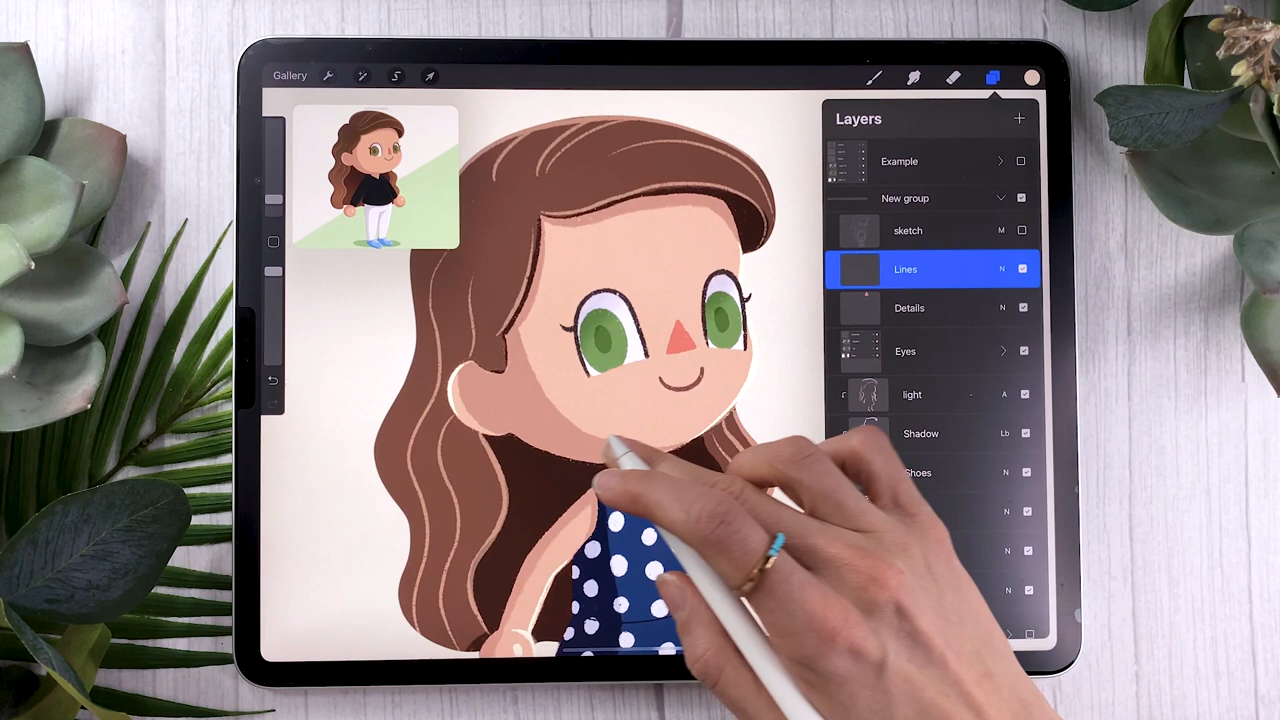 Gallery
Layers
Example
New group
sketch M
Lines N
Details N
Eyes
light A
Shadow Lb
Shoes N
N
N
N